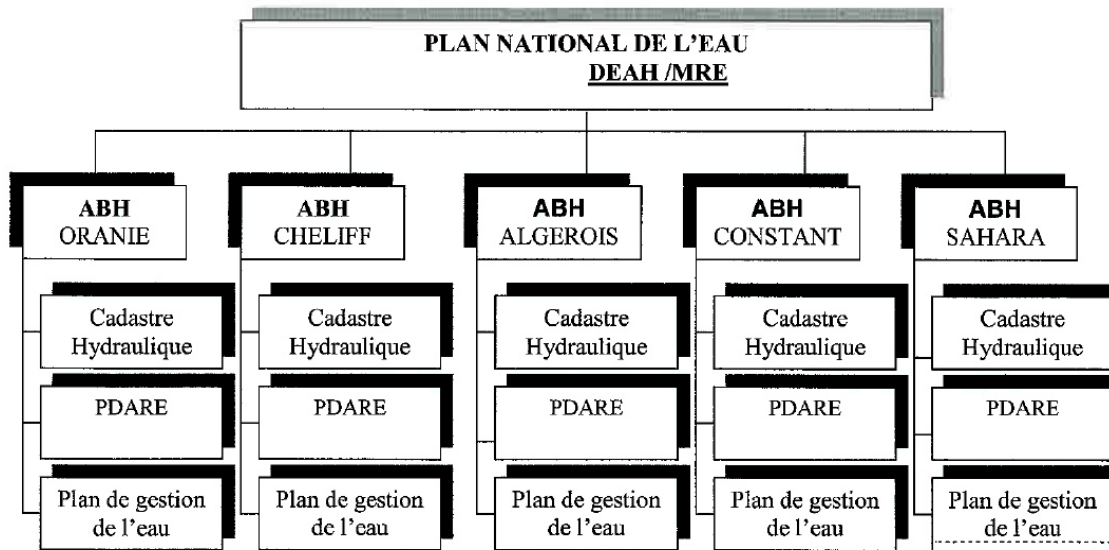 PLAN NATIONAL DE L'EAU
DEAH /MRE
ABH
ORANIE
ABH
CHELIFF
ABH
ALGEROIS
ABH
CONSTANT
ABH
SAHARA
Cadastre
Hydraulique
Cadastre
Hydraulique
Cadastre
Hydraulique
Cadastre
Hydraulique
Cadastre
Hydraulique
PDARE
PDARE
PDARE
PDARE
PDARE
Plan de gestion
de l'eau
Plan de gestion
de l'eau
Plan de gestion
de l'eau
Plan de gestion
de l'eau
Plan de gestion
de l'eau